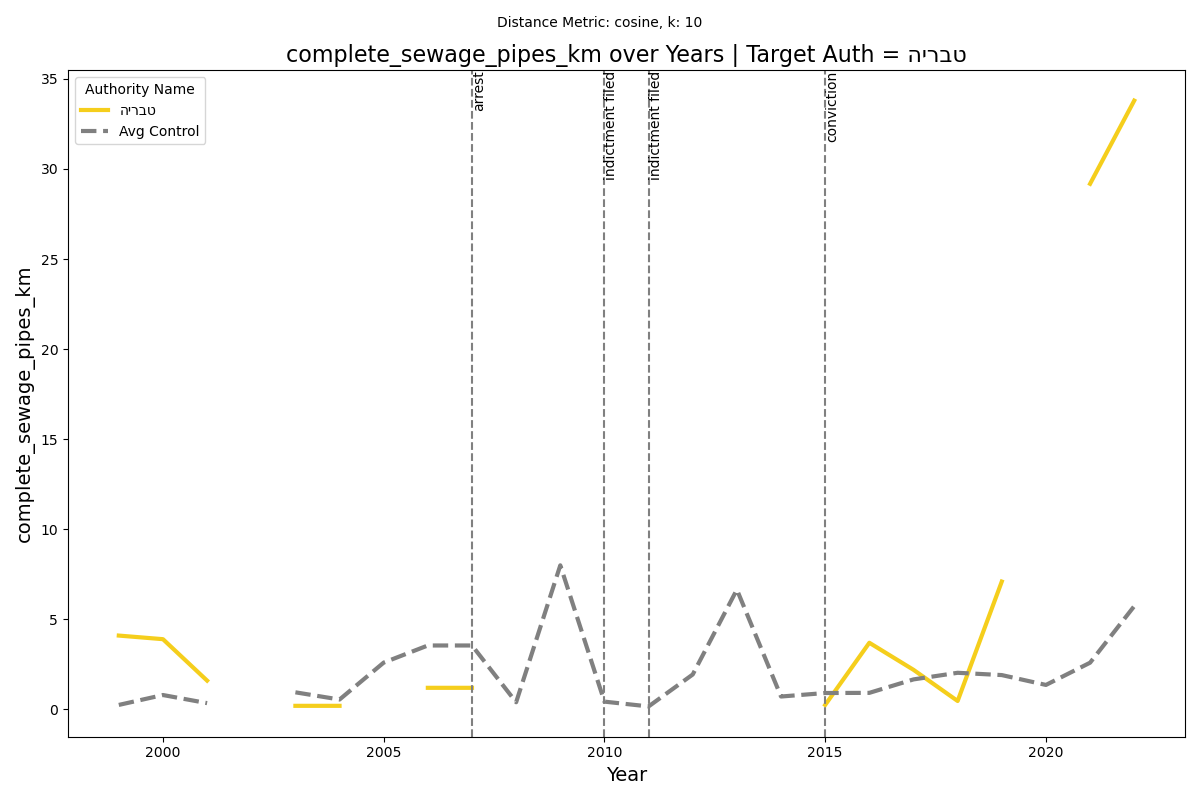 Distance Metric: cosine, k: 10
complete_sewage_pipes_km over Years | Target Auth = טבריה
Authority Name
טבריה
Avg Control
arrest
indictment filed
indictment filed
conviction
complete_sewage_pipes_km
35
30
25
20
15
10
5
0
2000
2005
2010
2015
2020
Year